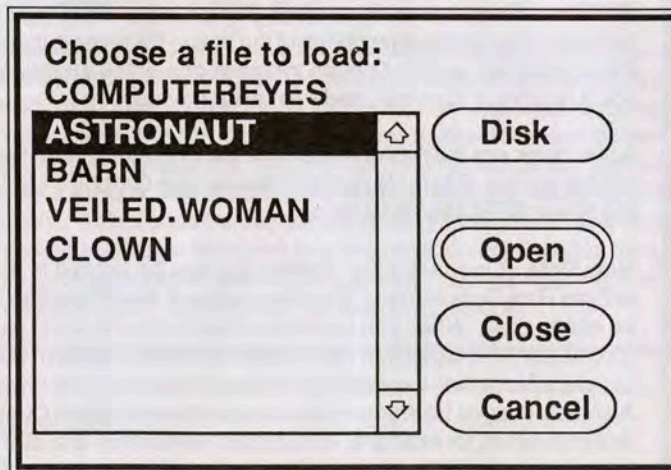 Choose a file to load:
COMPUTEREYES
ASTRONAUT
BARN
VEILED.WOMAN
CLOWN
Disk
Open
Close
Cancel